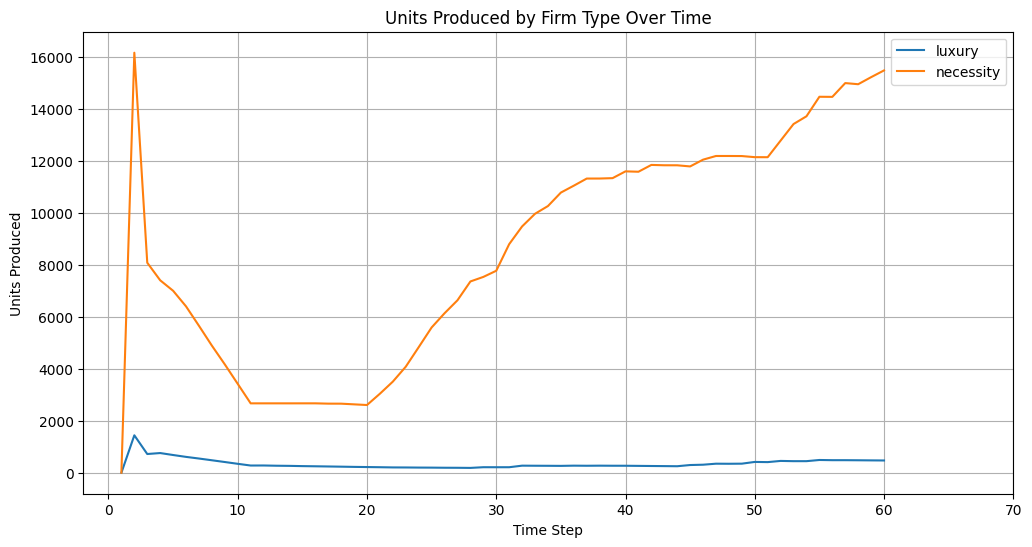 Units Produced by Firm Type Over Time
luxury
necessity
Units Produced
16000
14000
12000
10000
8000
6000
4000
2000
0
0 10 20 30 40 50 60 70
Time Step